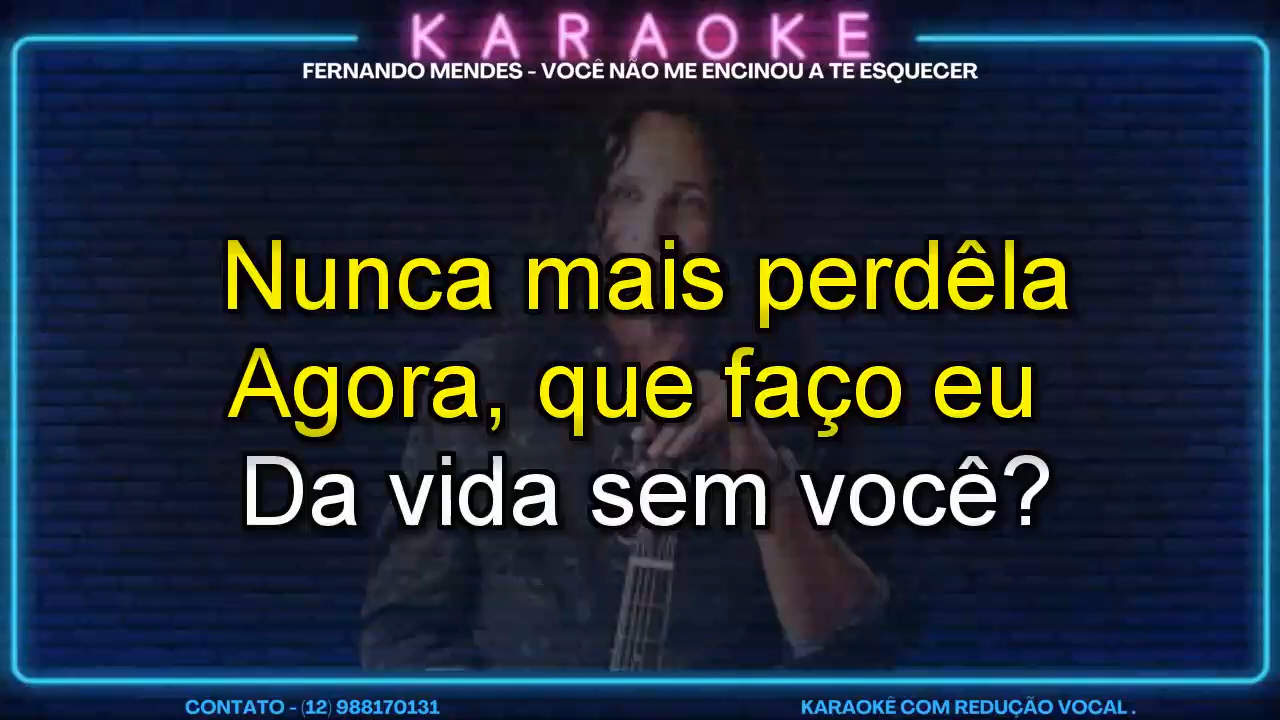 KARAOKE
FERNANDO MENDES - VOCÊ NÃO ME ENCINOU A TE ESQUECER
Nunca mais perdêla
Agora, que faço eu
Da vida sem você?
CONTATO - (12) 988170131
KARAOKÊ COM REDUÇÃO VOCAL .